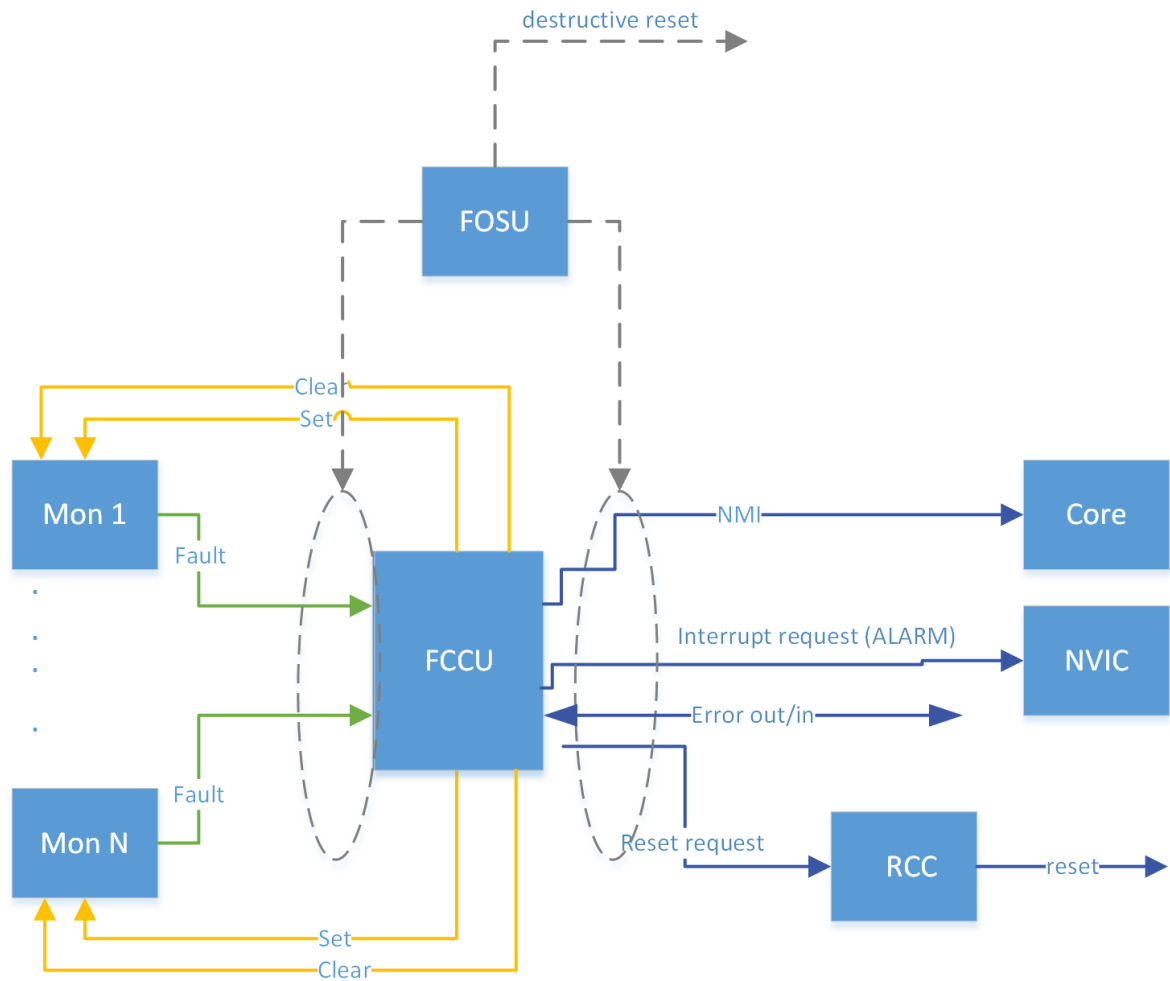 destructive reset
FOSU
Clear
Set
Mon 1
Fault
NMI
Core
FCCU
Interrupt request (ALARM)
NVIC
Error out/in
Fault
Mon N
Reset request
RCC
reset
Set
Clear